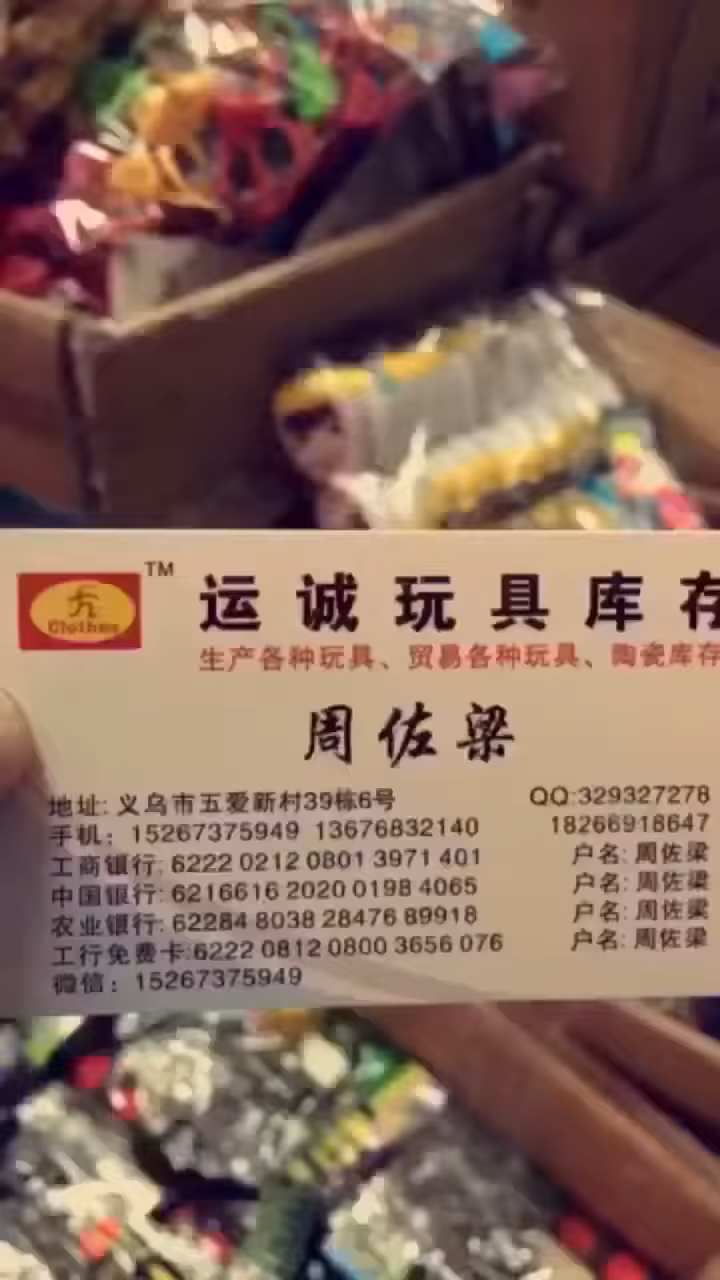 TM
Clothes
运诚玩具库存
生产各种玩具、贸易各种玩具、陶瓷库存
周佐梁
地址: 义乌市五爱新村39栋6号 QQ:329327278
手机: 15267375949 13676832140 18266918647
工商银行: 6222 0212 0801 3971 401 户名: 周佐梁
中国银行: 6216616 2020 0198 4065 户名: 周佐梁
农业银行: 62284 8038 28476 89918 户名: 周佐梁
工行免费卡:6222 0812 0800 3656 076 户名: 周佐梁
微信: 15267375949